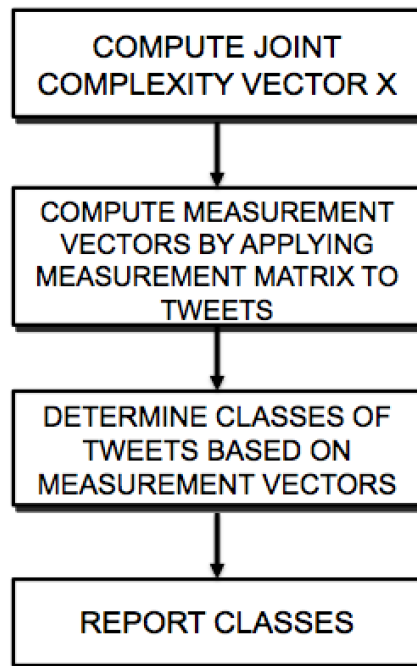 COMPUTE JOINT
COMPLEXITY VECTOR X
COMPUTE MEASUREMENT
VECTORS BY APPLYING
MEASUREMENT MATRIX TO
TWEETS
DETERMINE CLASSES OF
TWEETS BASED ON
MEASUREMENT VECTORS
REPORT CLASSES